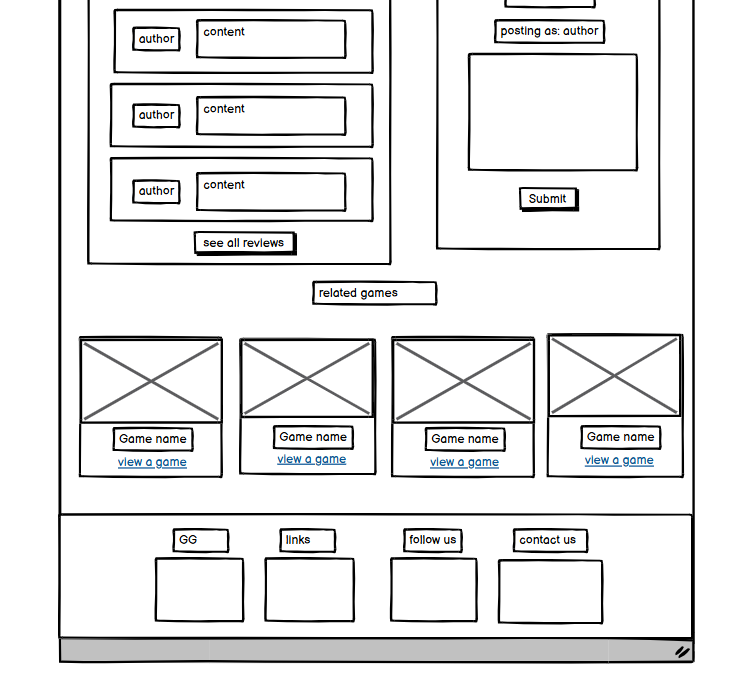 author
content
author
content
author
content
see all reviews
posting as: author
Submit
related games
Game name
view a game
Game name
view a game
Game name
view a game
Game name
view a game
GG
links
follow us
contact us